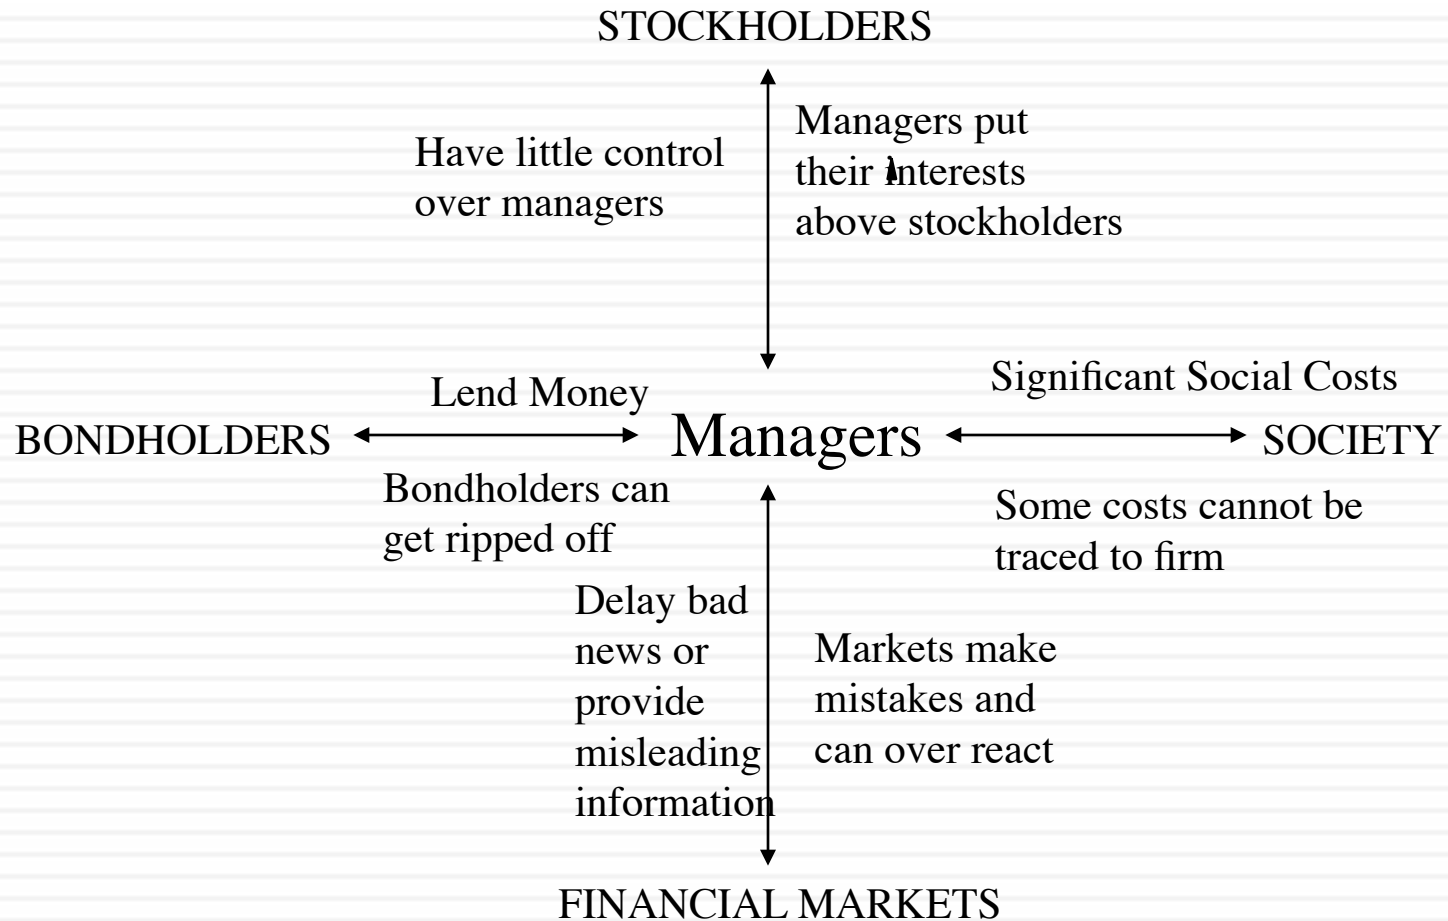 STOCKHOLDERS
Have little control
over managers
Managers put
their interests
above stockholders
Lend Money
Significant Social Costs
BONDHOLDERS
Managers
SOCIETY
Bondholders can
get ripped off
Some costs cannot be
traced to firm
Delay bad
news or
provide
misleading
information
Markets make
mistakes and
can over react
FINANCIAL MARKETS